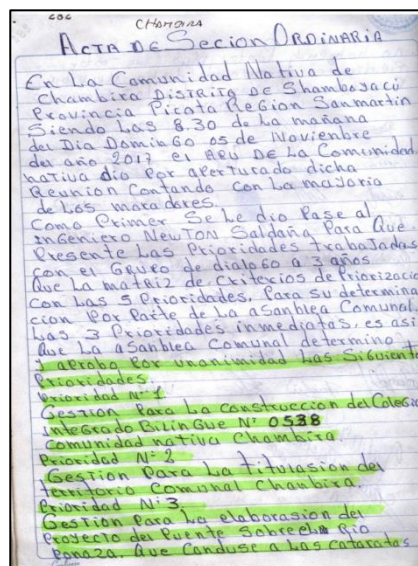 CHAMBIRA
ACTA DE SeCION ORDINARIA
En La Comunidad Nativa de
Chambira DISTRITO DE Shamboyacu
Provincia Picota ReGion Sanmartin
Siendo Las 8.30 de La mañana
del Dia DominGo 05 de Noviembre
del año 2017 el APU DE La Comunidad
nativa dio Por aperturado dicha
Reunion Contando con La mayoria
de Los moradores.
Como Primer Se Le dio Pase al
inGeniero NewTON Saldaña Para Que
Presente Las Prioridades trabajadas
con el GRUPO de dialoGo a 3 años
Que La matriz de Criterios de Priorizacio
con Las 5 Prioridades, Para su determina
cion Por Parte de La asanblea Comunal.
Las 3 Prioridades inmediatas, es asi
Que La asanblea Comunal determino
y aprobo Por unanimidad Las Siguiente
Prioridades.
Prioridad N° 1
Gestion Para La construccion del Colegio
integrado BilinGue N° 0538
Comunidad nativa Chambira.
Prioridad N° 2
Gestion Para La titulasion del
territorio Comunal Chambira.
Prioridad N° 3.
Gestion Para La elaborasion del
Proyecto del Puente Sobre el Rio
Ponaza. Que Conduse a Las Cataratas